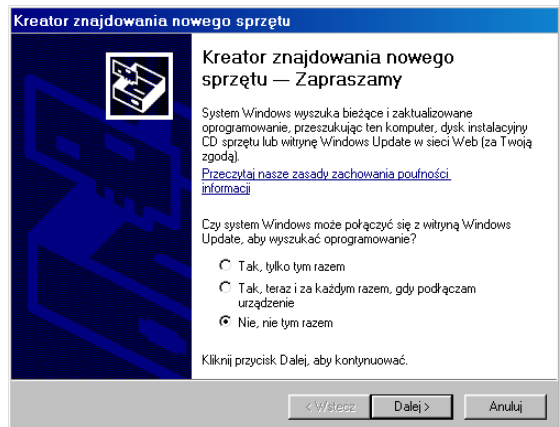 Kreator znajdowania nowego sprzętu
Kreator znajdowania nowego
sprzętu — Zapraszamy
System Windows wyszuka bieżące i zaktualizowane
oprogramowanie, przeszukując ten komputer, dysk instalacyjny
CD sprzętu lub witrynę Windows Update w sieci Web (za Twoją
zgodą).
Przeczytaj nasze zasady zachowania poufności
informacji
Czy system Windows może połączyć się z witryną Windows
Update, aby wyszukać oprogramowanie?
Tak, tylko tym razem
Tak, teraz i za każdym razem, gdy podłączam
urządzenie
Nie, nie tym razem
Kliknij przycisk Dalej, aby kontynuować.
< Wstecz Dalej > Anuluj